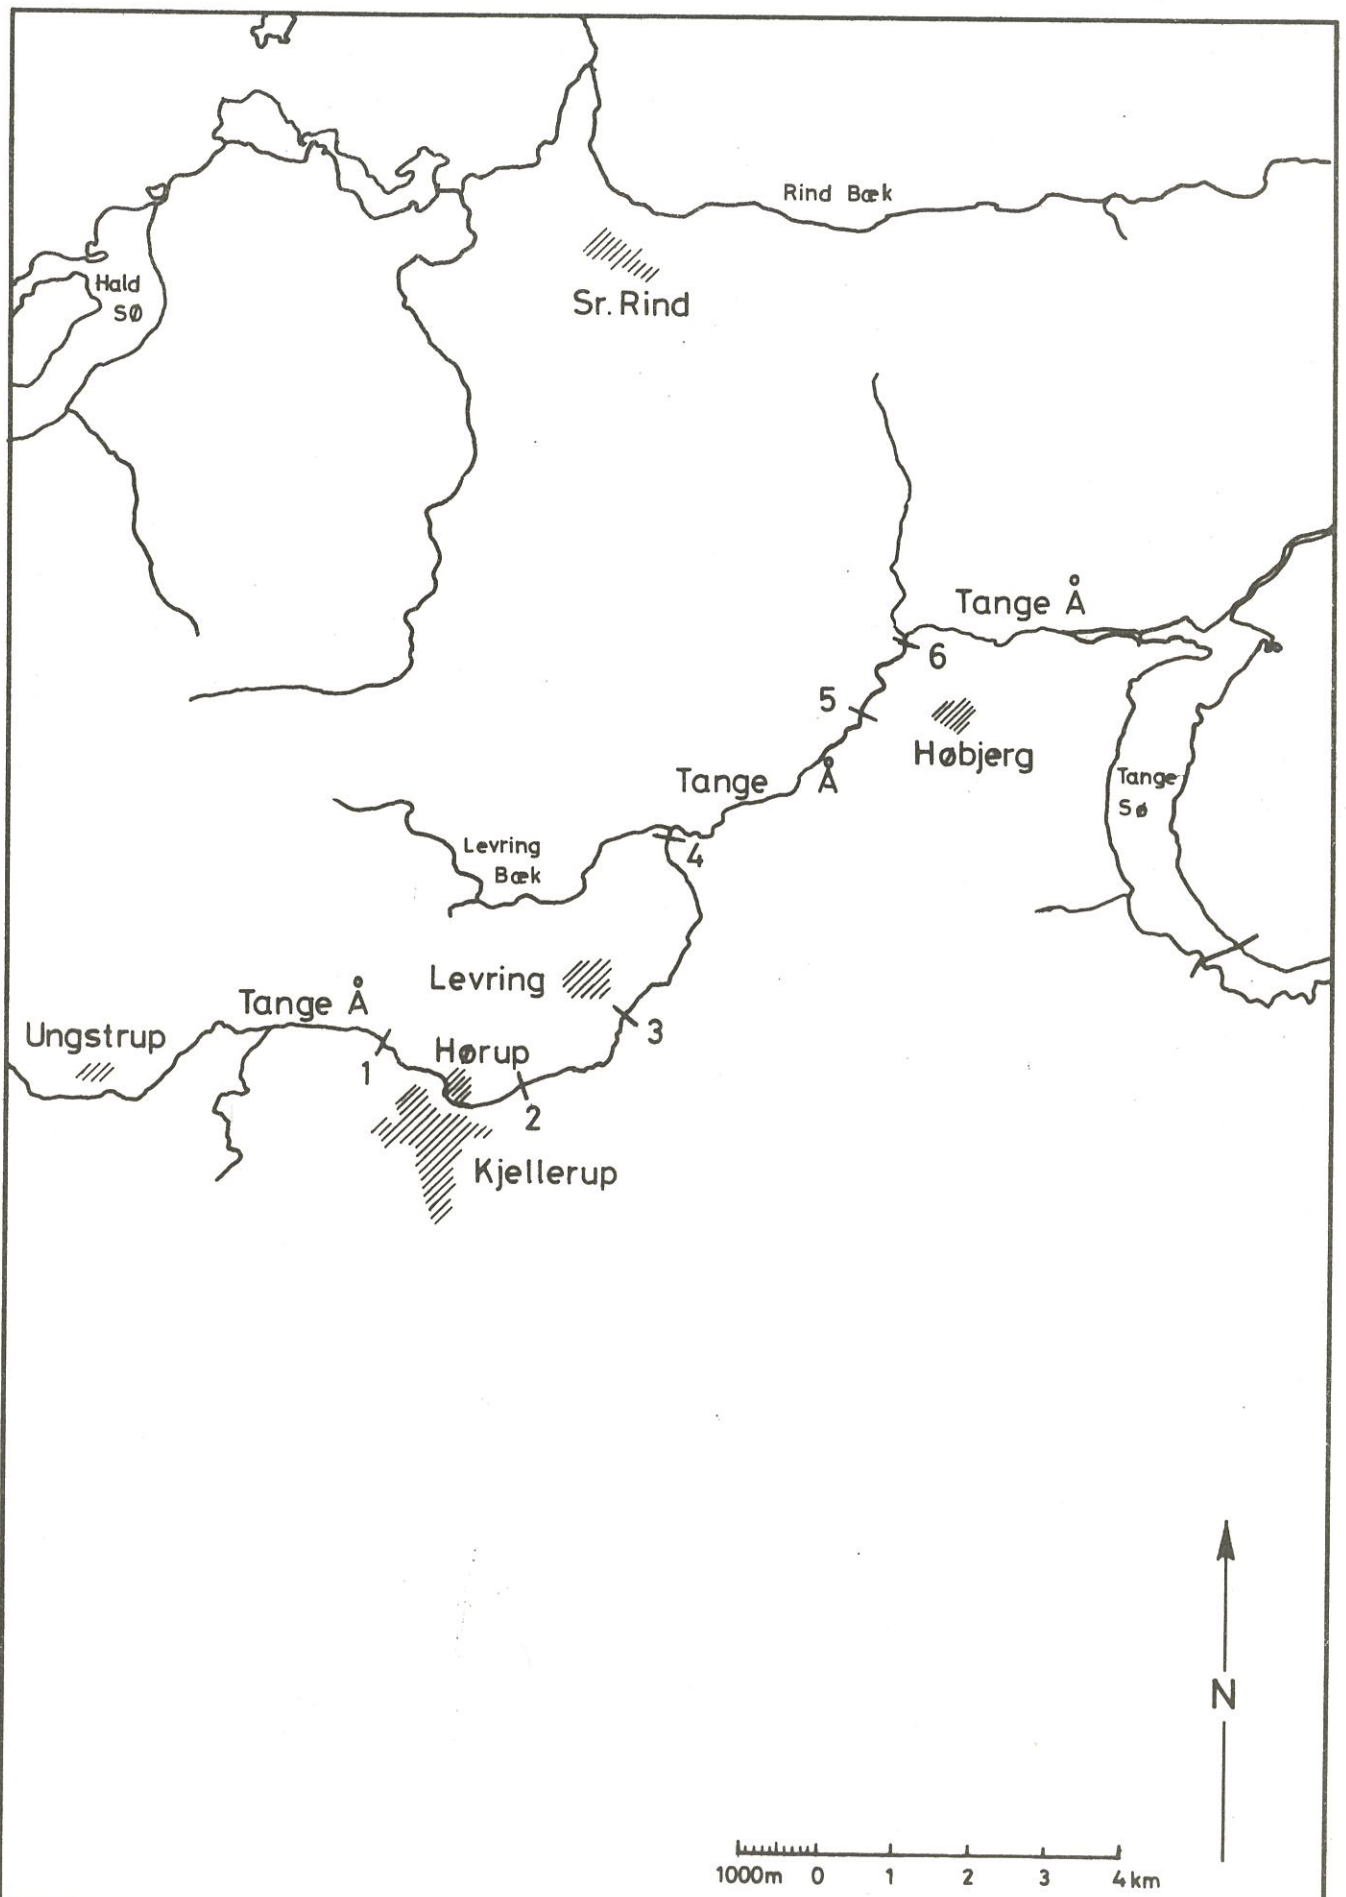 Rind Bæk
Hald
SØ
Sr. Rind
Tange Å
6
5
Høbjerg
Tange Å
Tange
Sø
Levring
Bæk
4
Levring
Tange Å
3
Ungstrup
Hørup
1
2
Kjellerup
N
1000m 0 1 2 3 4 km